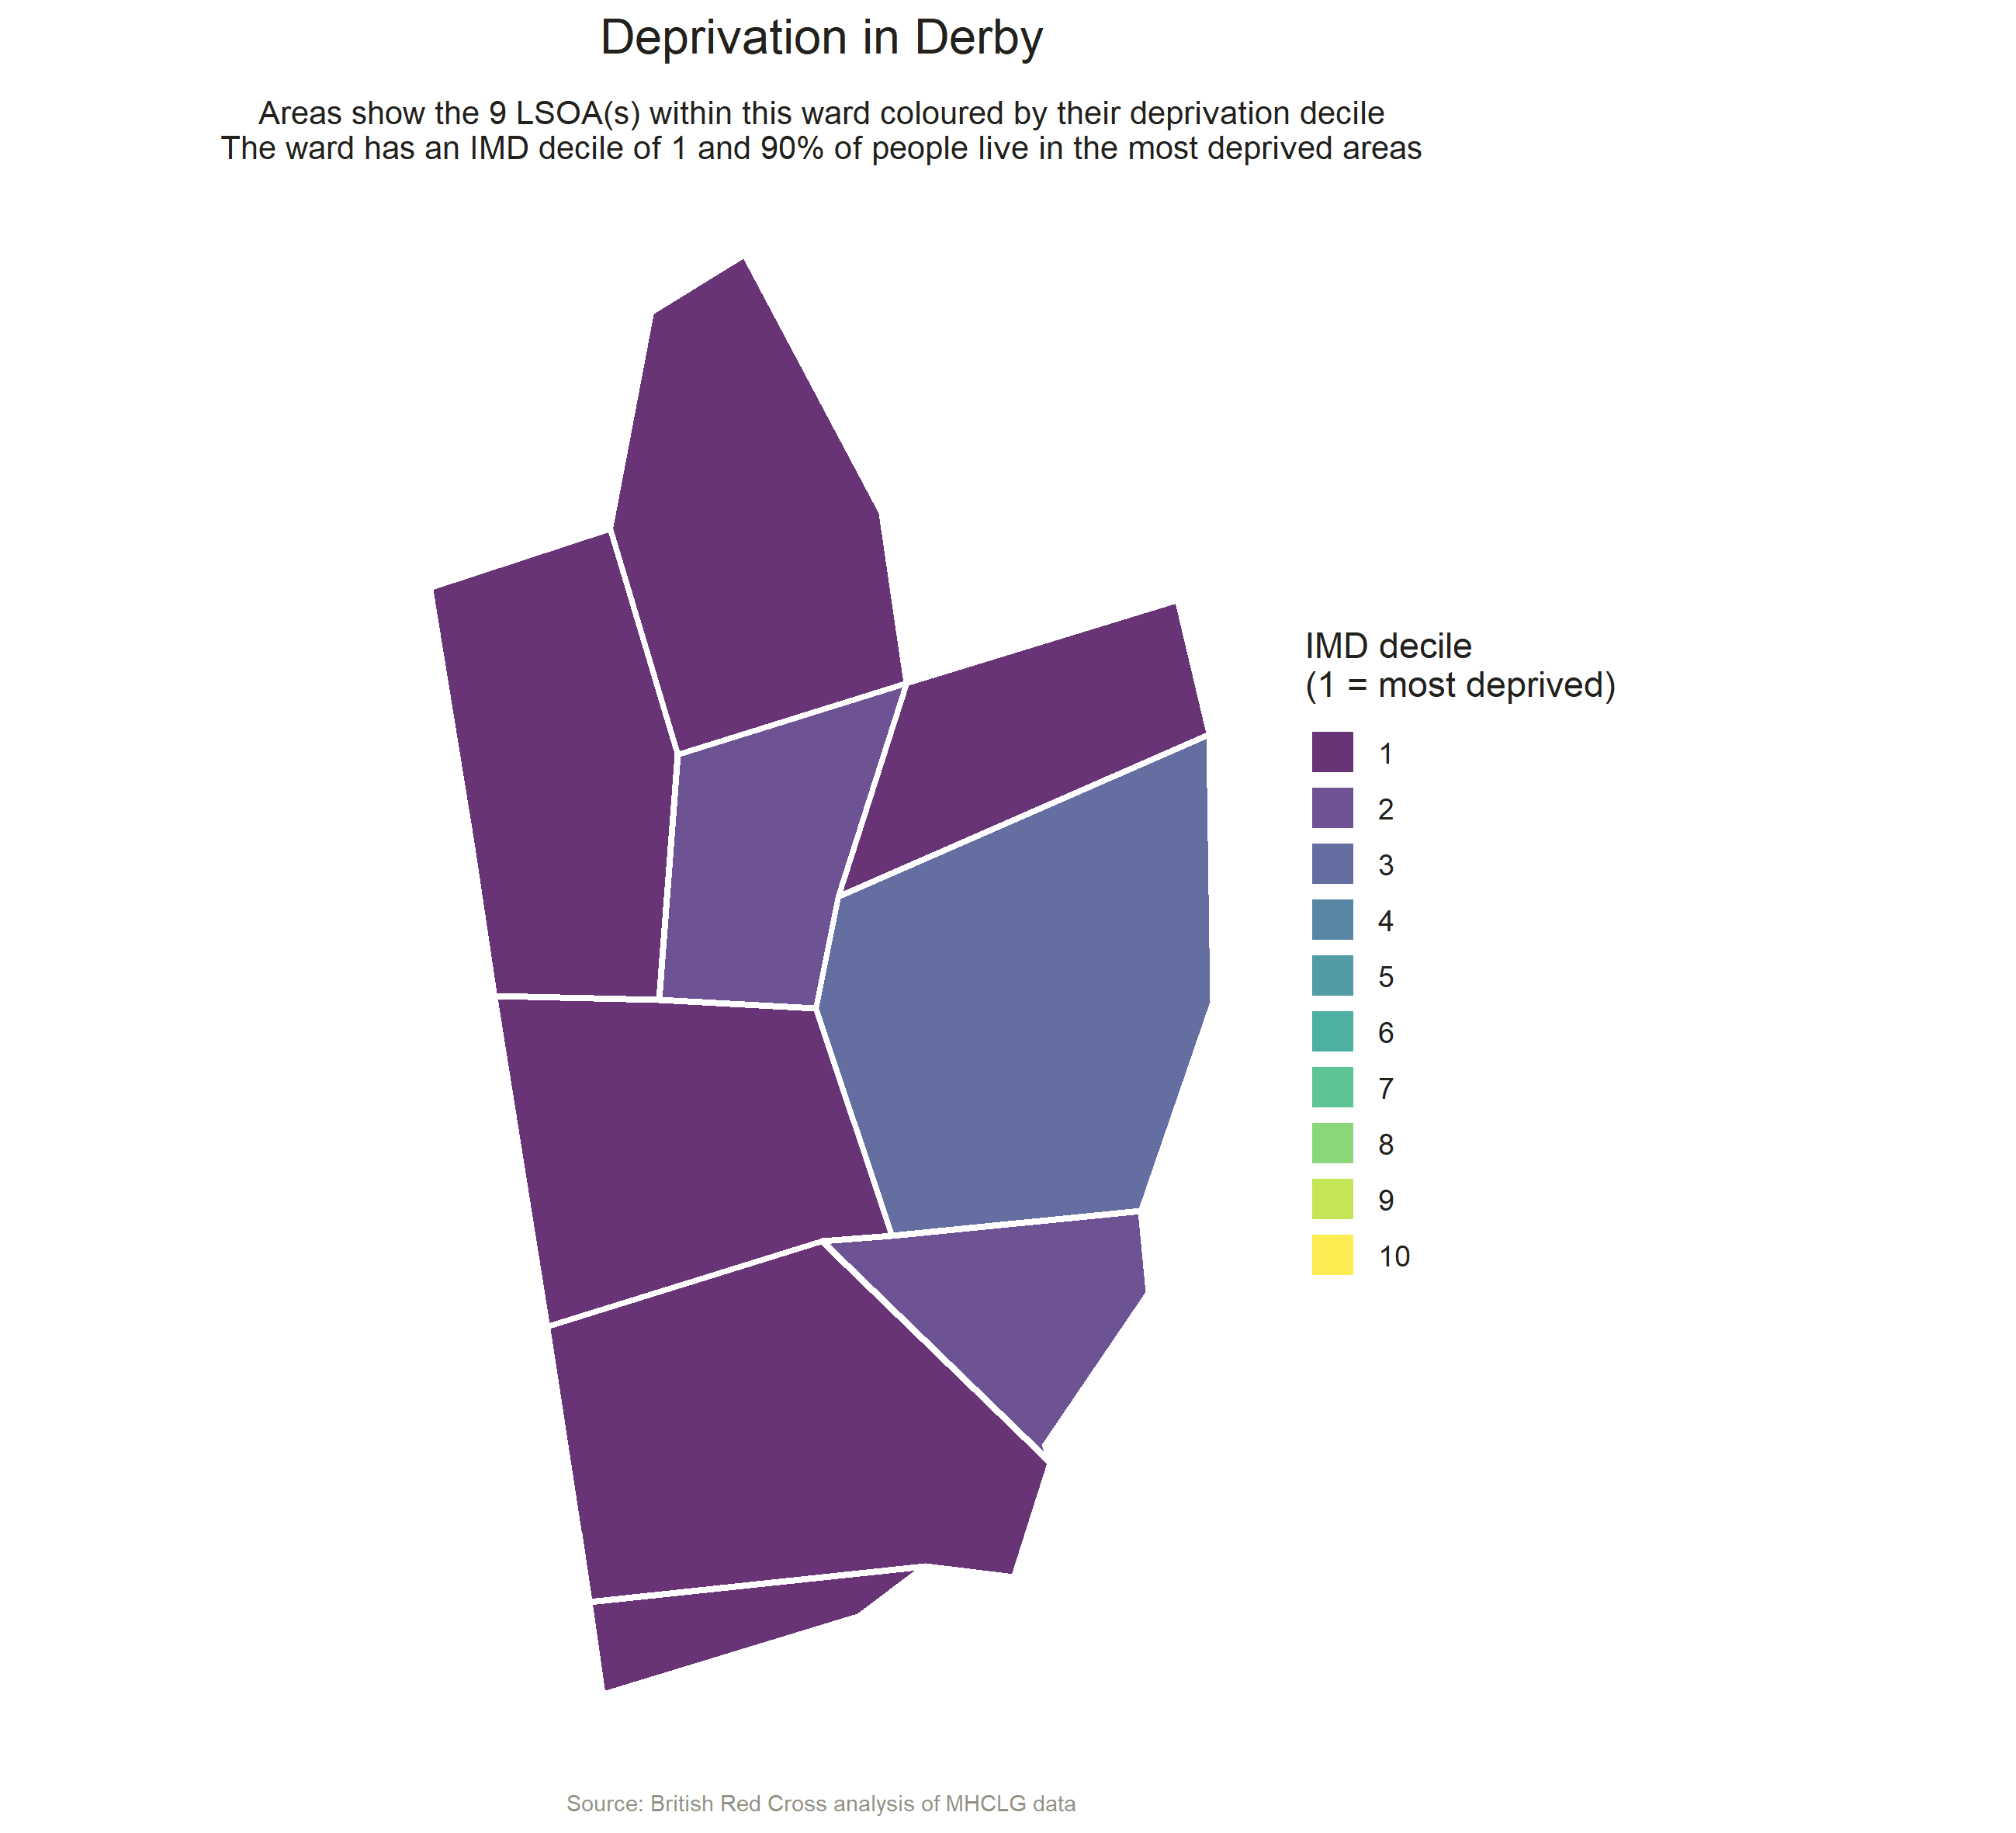 Deprivation in Derby
Areas show the 9 LSOA(s) within this ward coloured by their deprivation decile
The ward has an IMD decile of 1 and 90% of people live in the most deprived areas
IMD decile
(1 = most deprived)
1
2
3
4
5
6
7
8
9
10
Source: British Red Cross analysis of MHCLG data